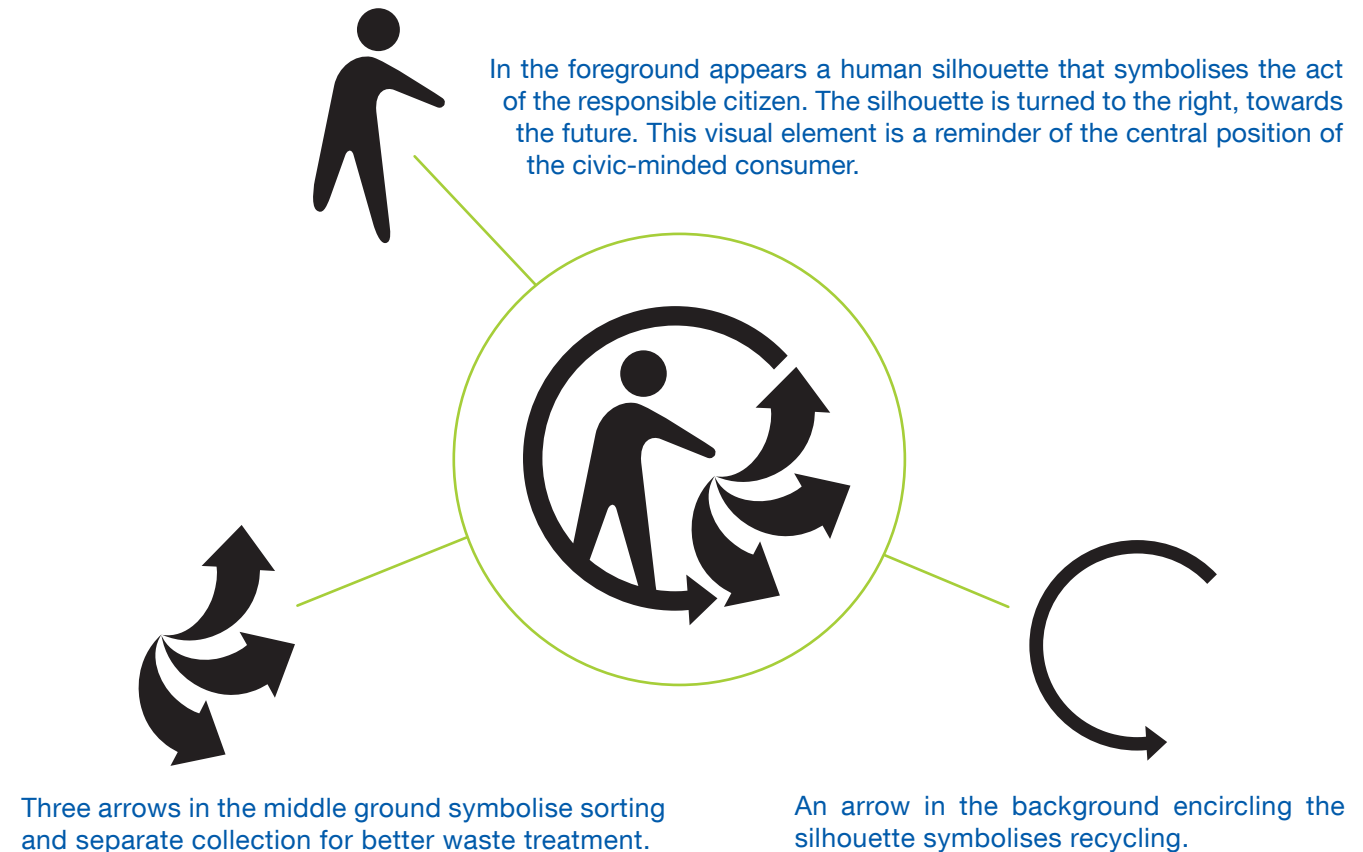 In the foreground appears a human silhouette that symbolises the act
of the responsible citizen. The silhouette is turned to the right, towards
the future. This visual element is a reminder of the central position of
the civic-minded consumer.
Three arrows in the middle ground symbolise sorting
and separate collection for better waste treatment.
An arrow in the background encircling the
silhouette symbolises recycling.